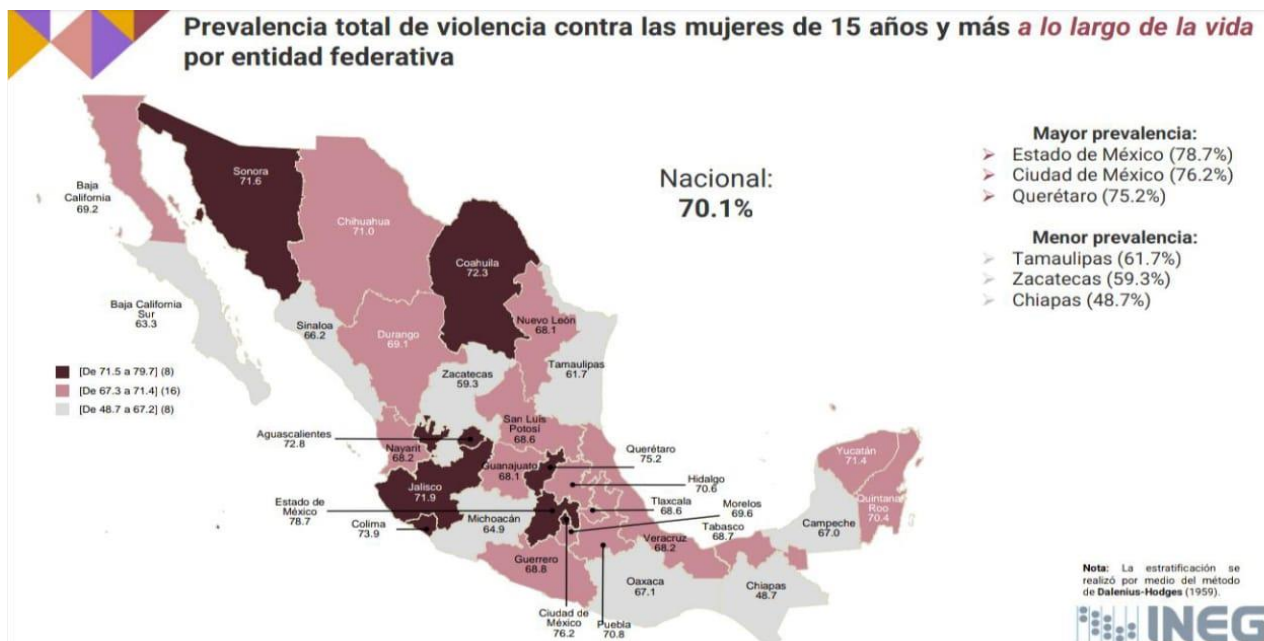 Prevalencia total de violencia contra las mujeres de 15 años y más a lo largo de la vida
por entidad federativa
Nacional:
70.1%
Mayor prevalencia:
Estado de México (78.7%)
Ciudad de México (76.2%)
Querétaro (75.2%)
Menor prevalencia:
Tamaulipas (61.7%)
Zacatecas (59.3%)
Chiapas (48.7%)
Baja
California
69.2
Sonora
71.6
Chihuahua
71.0
Coahuila
72.3
Baja California
Sur
63.3
Sinaloa
66.2
Durango
69.1
Nuevo León
68.1
Zacatecas
59.3
Tamaulipas
61.7
[De 71.5 a 79.7] (8)
[De 67.3 a 71.4] (16)
[De 48.7 a 67.2] (8)
San Luis
Potosí
68.6
Aguascalientes
72.8
Nayarit
68.2
Guanajuato
68.1
Querétaro
75.2
Hidalgo
70.6
Jalisco
71.9
Estado de
México
78.7
Colima
73.9
Michoacán
64.9
Tlaxcala
68.6
Morelos
69.6
Tabasco
68.7
Veracruz
68.2
Yucatán
71.4
Quintana
Roo
70.4
Campeche
67.0
Guerrero
68.8
Oaxaca
67.1
Chiapas
48.7
Ciudad de
México
76.2
Puebla
70.8
Nota: La estratificación se
realizó por medio del método
de Dalenius-Hodges (1959).
INEG